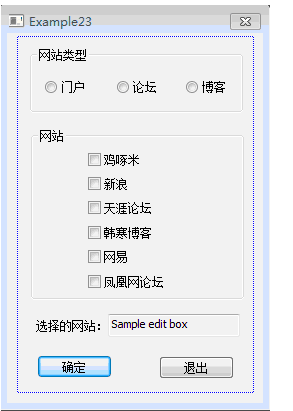 Example23
网站类型
门户 论坛 博客
网站
鸡啄米
新浪
天涯论坛
韩寒博客
网易
凤凰网论坛
选择的网站： Sample edit box
确定 退出